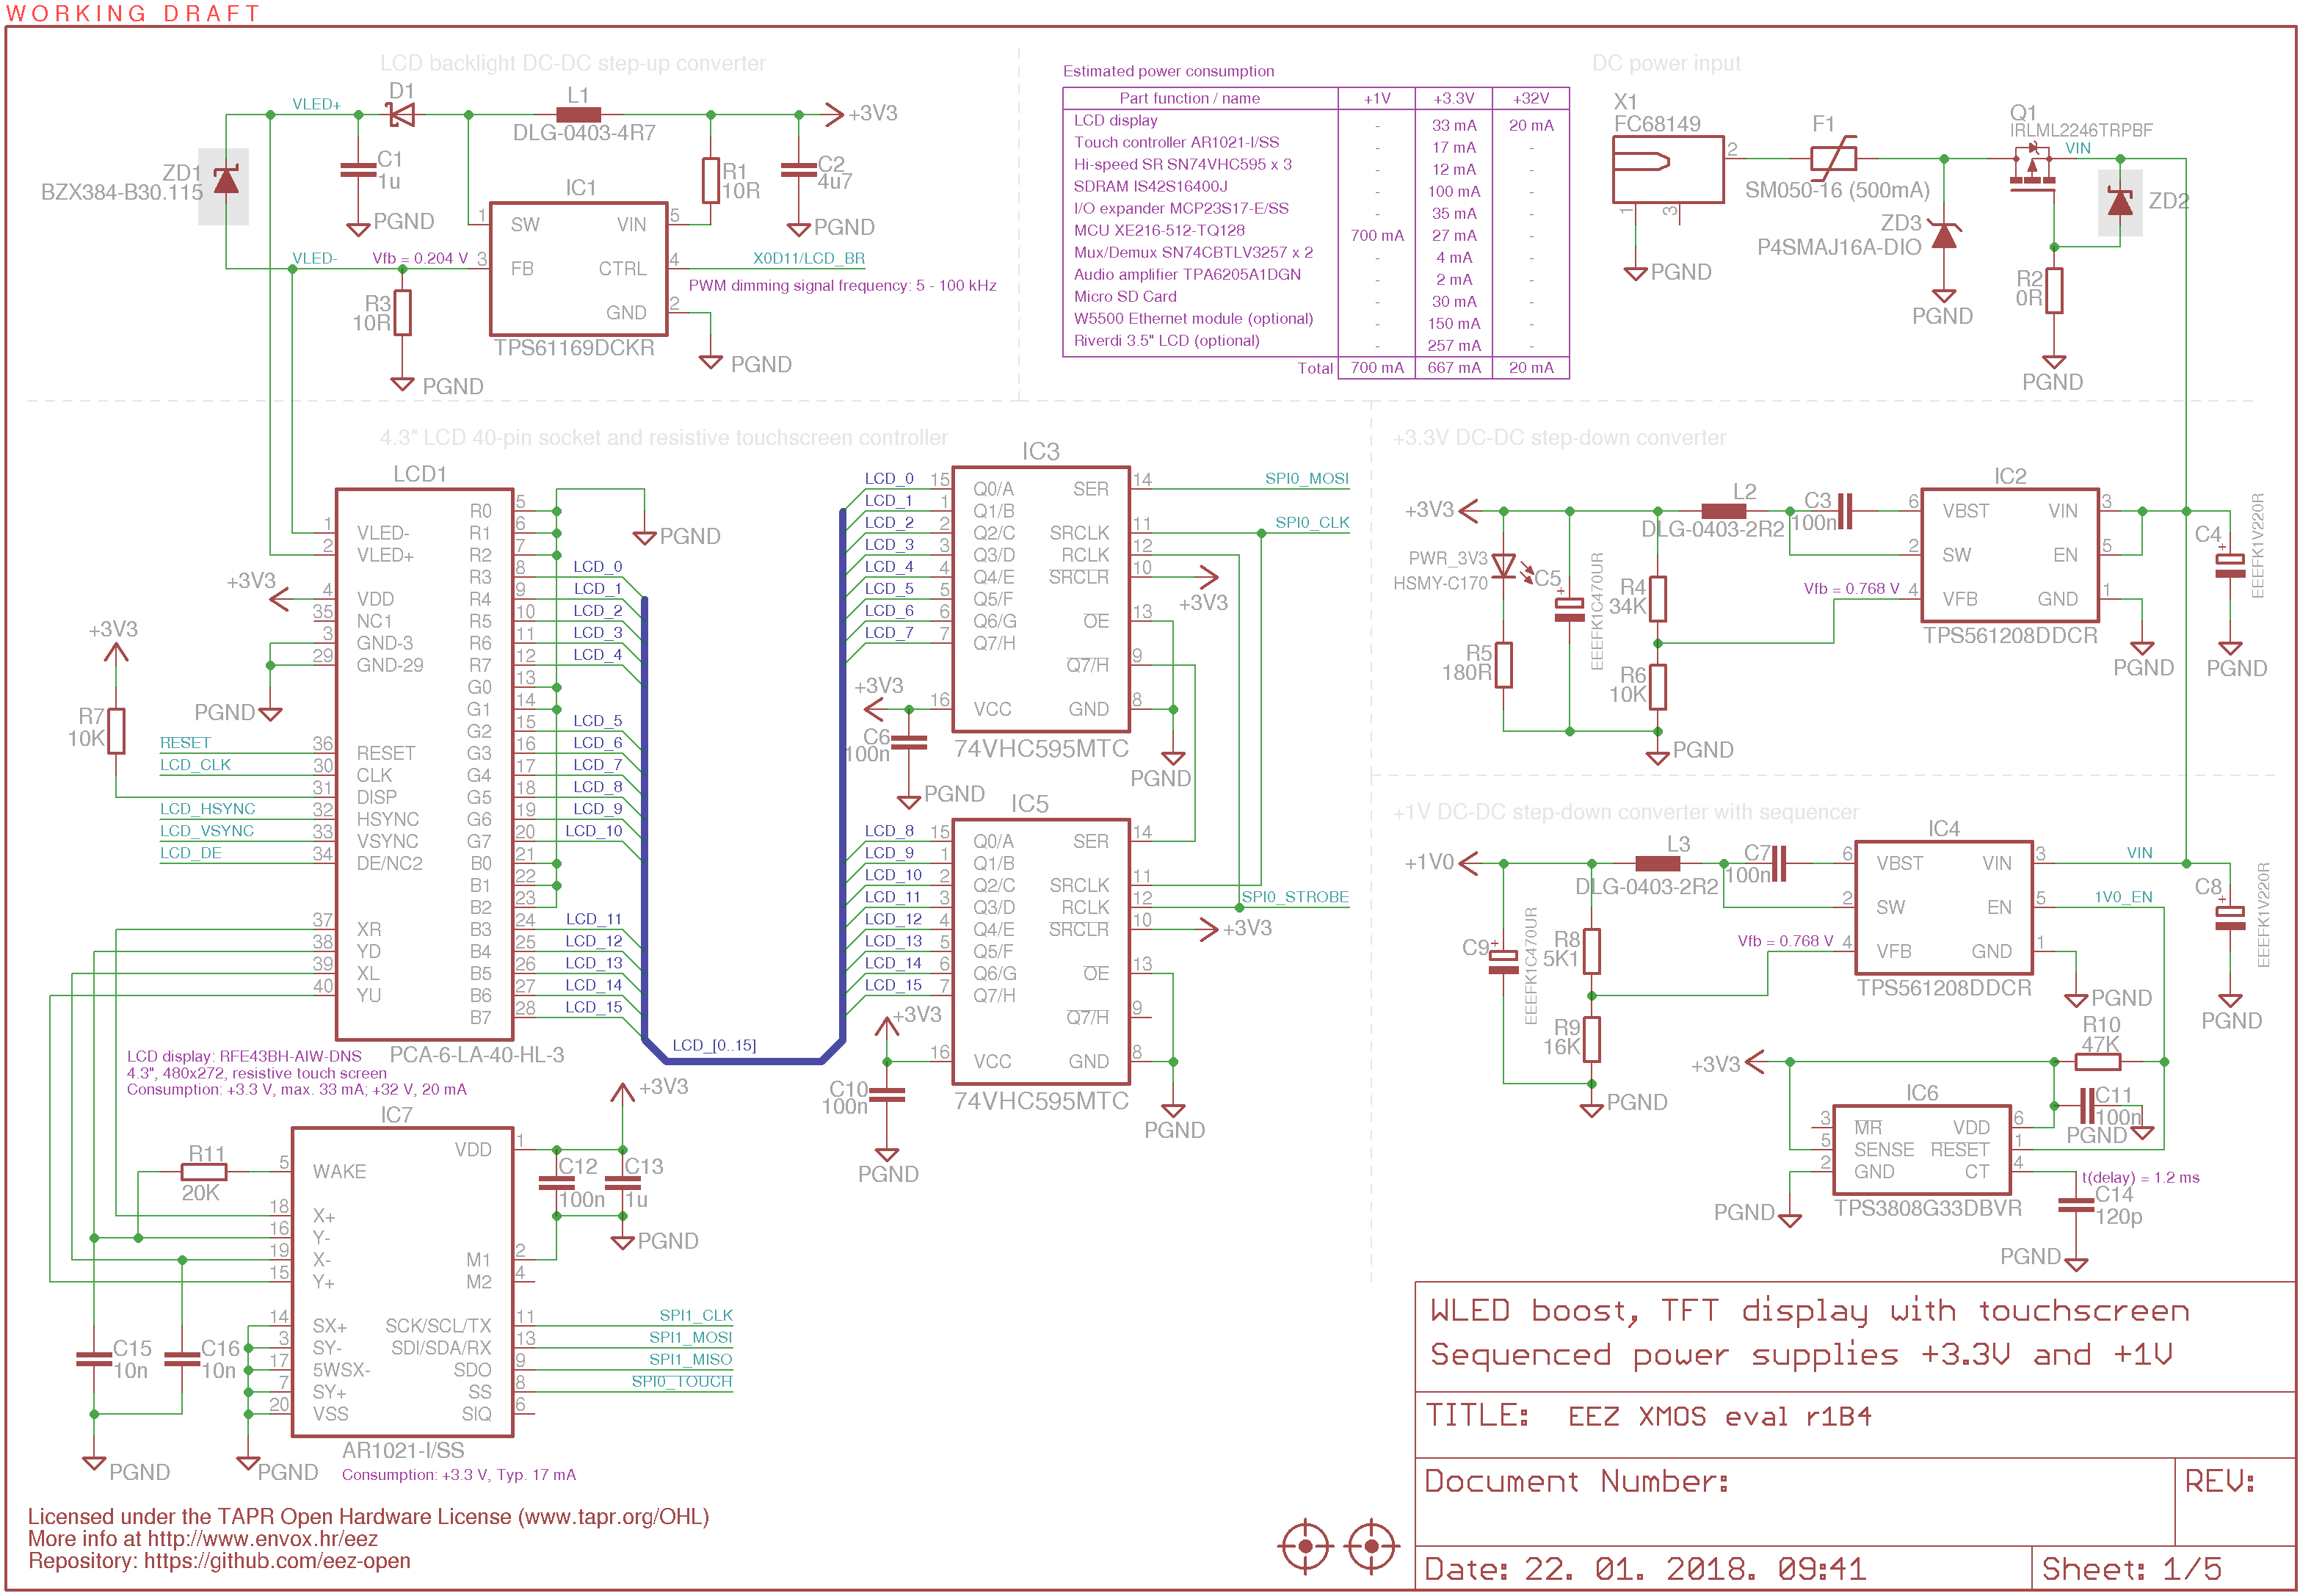 WORKING DRAFT
LCD backlight DC-DC step-up converter
D1
L1
VLED+
DLG-0403-4R7
+3V3
ZD1
BZX384-B30.115
C1
1u
PGND
IC1
R1
10R
C2
4u7
PGND
1
SW
VIN
5
VLED-
Vfb = 0.204 V
3
FB
CTRL
4
X0D11/LCD_BR
PWM dimming signal frequency: 5 - 100 kHz
R3
10R
GND
2
TPS61169DCKR
PGND
PGND
Estimated power consumption
Part function / name +1V +3.3V +32V
LCD display - 33 mA 20 mA
Touch controller AR1021-I/SS - 17 mA -
Hi-speed SR SN74VHC595 x 3 - 12 mA -
SDRAM IS42S16400J - 100 mA -
I/O expander MCP23S17-E/SS - 35 mA -
MCU XE216-512-TQ128 700 mA 27 mA -
Mux/Demux SN74CBTLV3257 x 2 - 4 mA -
Audio amplifier TPA6205A1DGN - 2 mA -
Micro SD Card - 30 mA -
W5500 Ethernet module (optional) - 150 mA -
Riverdi 3.5" LCD (optional) - 257 mA -
Total 700 mA 667 mA 20 mA
DC power input
X1
FC68149
2
1
3
PGND
F1
SM050-16 (500mA)
Q1
IRLML2246TRPBF
VIN
ZD2
ZD3
P4SMAJ16A-DIO
PGND
R2
0R
PGND
4.3" LCD 40-pin socket and resistive touchscreen controller
LCD1
1 VLED-
2 VLED+
+3V3
4 VDD
35 NC1
3 GND-3
29 GND-29
PGND
+3V3
R7
10K
RESET 36 RESET
LCD_CLK 30 CLK
31 DISP
LCD_HSYNC 32 HSYNC
LCD_VSYNC 33 VSYNC
LCD_DE 34 DE/NC2
37 XR
38 YD
39 XL
40 YU
R0 5
R1 6
R2 7
R3 8 LCD_0
R4 9 LCD_1
R5 10 LCD_2
R6 11 LCD_3
R7 12 LCD_4
G0 13
G1 14
G2 15 LCD_5
G3 16 LCD_6
G4 17 LCD_7
G5 18 LCD_8
G6 19 LCD_9
G7 20 LCD_10
B0 21
B1 22
B2 23
B3 24 LCD_11
B4 25 LCD_12
B5 26 LCD_13
B6 27 LCD_14
B7 28 LCD_15
PGND
PCA-6-LA-40-HL-3
LCD_[0..15]
LCD display: RFE43BH-AIW-DNS
4.3", 480x272, resistive touch screen
Consumption: +3.3 V, max. 33 mA; +32 V, 20 mA
IC3
LCD_0 15 Q0/A SER 14 SPI0_MOSI
LCD_1 1 Q1/B
LCD_2 2 Q2/C SRCLK 11 SPI0_CLK
LCD_3 3 Q3/D RCLK 12
LCD_4 4 Q4/E SRCLR 10
+3V3
LCD_5 5 Q5/F
LCD_6 6 Q6/G OE 13
LCD_7 7 Q7/H
Q7/H 9
+3V3
16 VCC GND 8
C6
100n
74VHC595MTC
PGND
PGND
IC5
LCD_8 15 Q0/A SER 14
LCD_9 1 Q1/B
LCD_10 2 Q2/C SRCLK 11
LCD_11 3 Q3/D RCLK 12 SPI0_STROBE
LCD_12 4 Q4/E SRCLR 10 +3V3
LCD_13 5 Q5/F
LCD_14 6 Q6/G OE 13
LCD_15 7 Q7/H
+3V3
Q7/H 9
16 VCC GND 8
C10
100n
74VHC595MTC
PGND
PGND
+3.3V DC-DC step-down converter
+3V3
L2
DLG-0403-2R2
C3
100n
IC2
6 VBST VIN 3
2 SW EN 5
Vfb = 0.768 V 4 VFB GND 1
TPS561208DDCR
PWR_3V3
HSMY-C170
C5
+
EEEFK1C470UR
R4
34K
R5
180R
R6
10K
PGND
PGND
C4
+
EEEFK1V220R
PGND
+1V DC-DC step-down converter with sequencer
+1V0
L3
DLG-0403-2R2
C7
100n
IC4
6 VBST VIN 3 VIN
2 SW EN 5 1V0_EN
Vfb = 0.768 V 4 VFB GND 1
TPS561208DDCR
PGND
C8
+
EEEFK1V220R
PGND
C9
+
EEEFK1C470UR
R8
5K1
R9
16K
PGND
+3V3
R10
47K
IC6
C11
100n
PGND
3 MR VDD 6
5 SENSE RESET 1
2 GND CT 4
t(delay) = 1.2 ms
TPS3808G33DBVR
PGND
C14
120p
PGND
IC7
+3V3
R11
20K
5 WAKE
VDD 1
C12
100n
C13
1u
PGND
18 X+
16 Y-
19 X-
15 Y+
M1 2
M2 4
14 SX+
3 SY-
17 5WSX-
7 SY+
20 VSS
SCK/SCL/TX 11 SPI1_CLK
SDI/SDA/RX 13 SPI1_MOSI
SDO 9 SPI1_MISO
SS 8 SPI0_TOUCH
SIQ 6
C15
10n
C16
10n
PGND
PGND
AR1021-I/SS
Consumption: +3.3 V, Typ. 17 mA
Licensed under the TAPR Open Hardware License (www.tapr.org/OHL)
More info at http://www.envox.hr/eez
Repository: https://github.com/eez-open
WLED boost, TFT display with touchscreen
Sequenced power supplies +3.3V and +1V
TITLE: EEZ XMOS eval r1B4
Document Number:
REV:
Date: 22. 01. 2018. 09:41
Sheet: 1/5